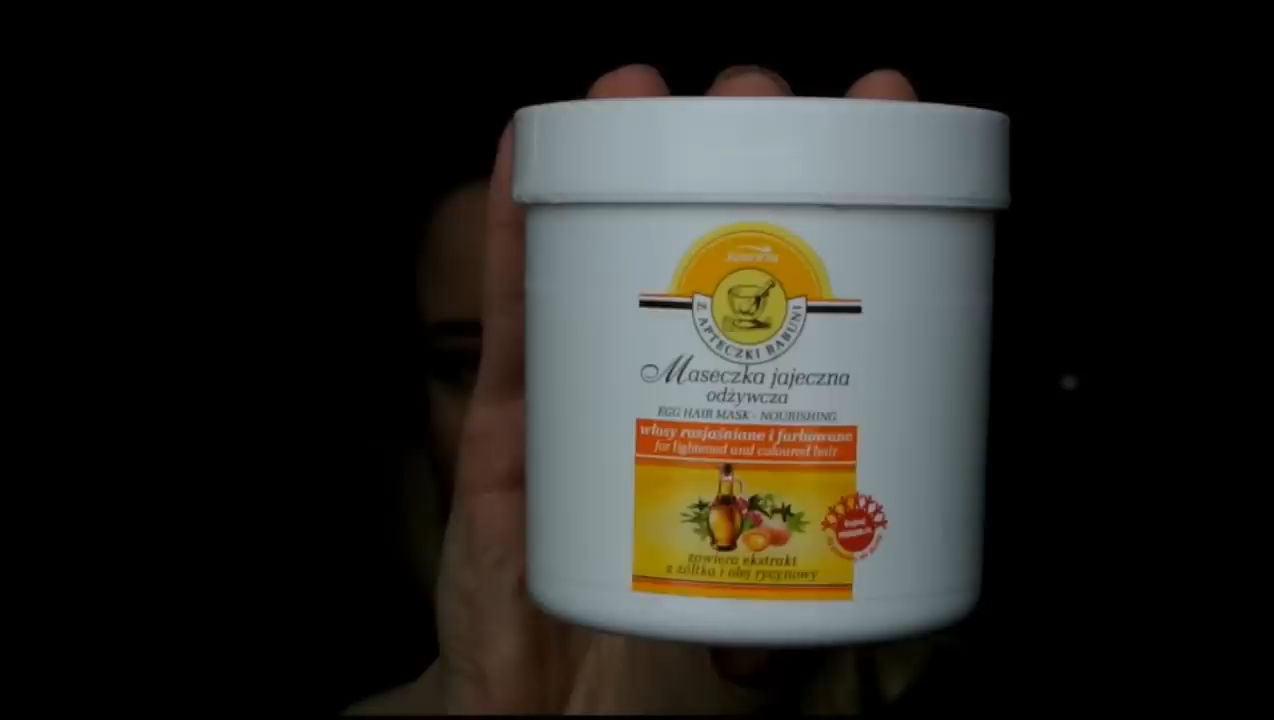 Joanna
Z APTECZKI BABUNI
Maseczka jajeczna
odżywcza
EGG HAIR MASK - NOURISHING
włosy rozjaśniane i farbowane
for lightened and coloured hair
zawiera ekstrakt
z żółtka i olej rycynowy